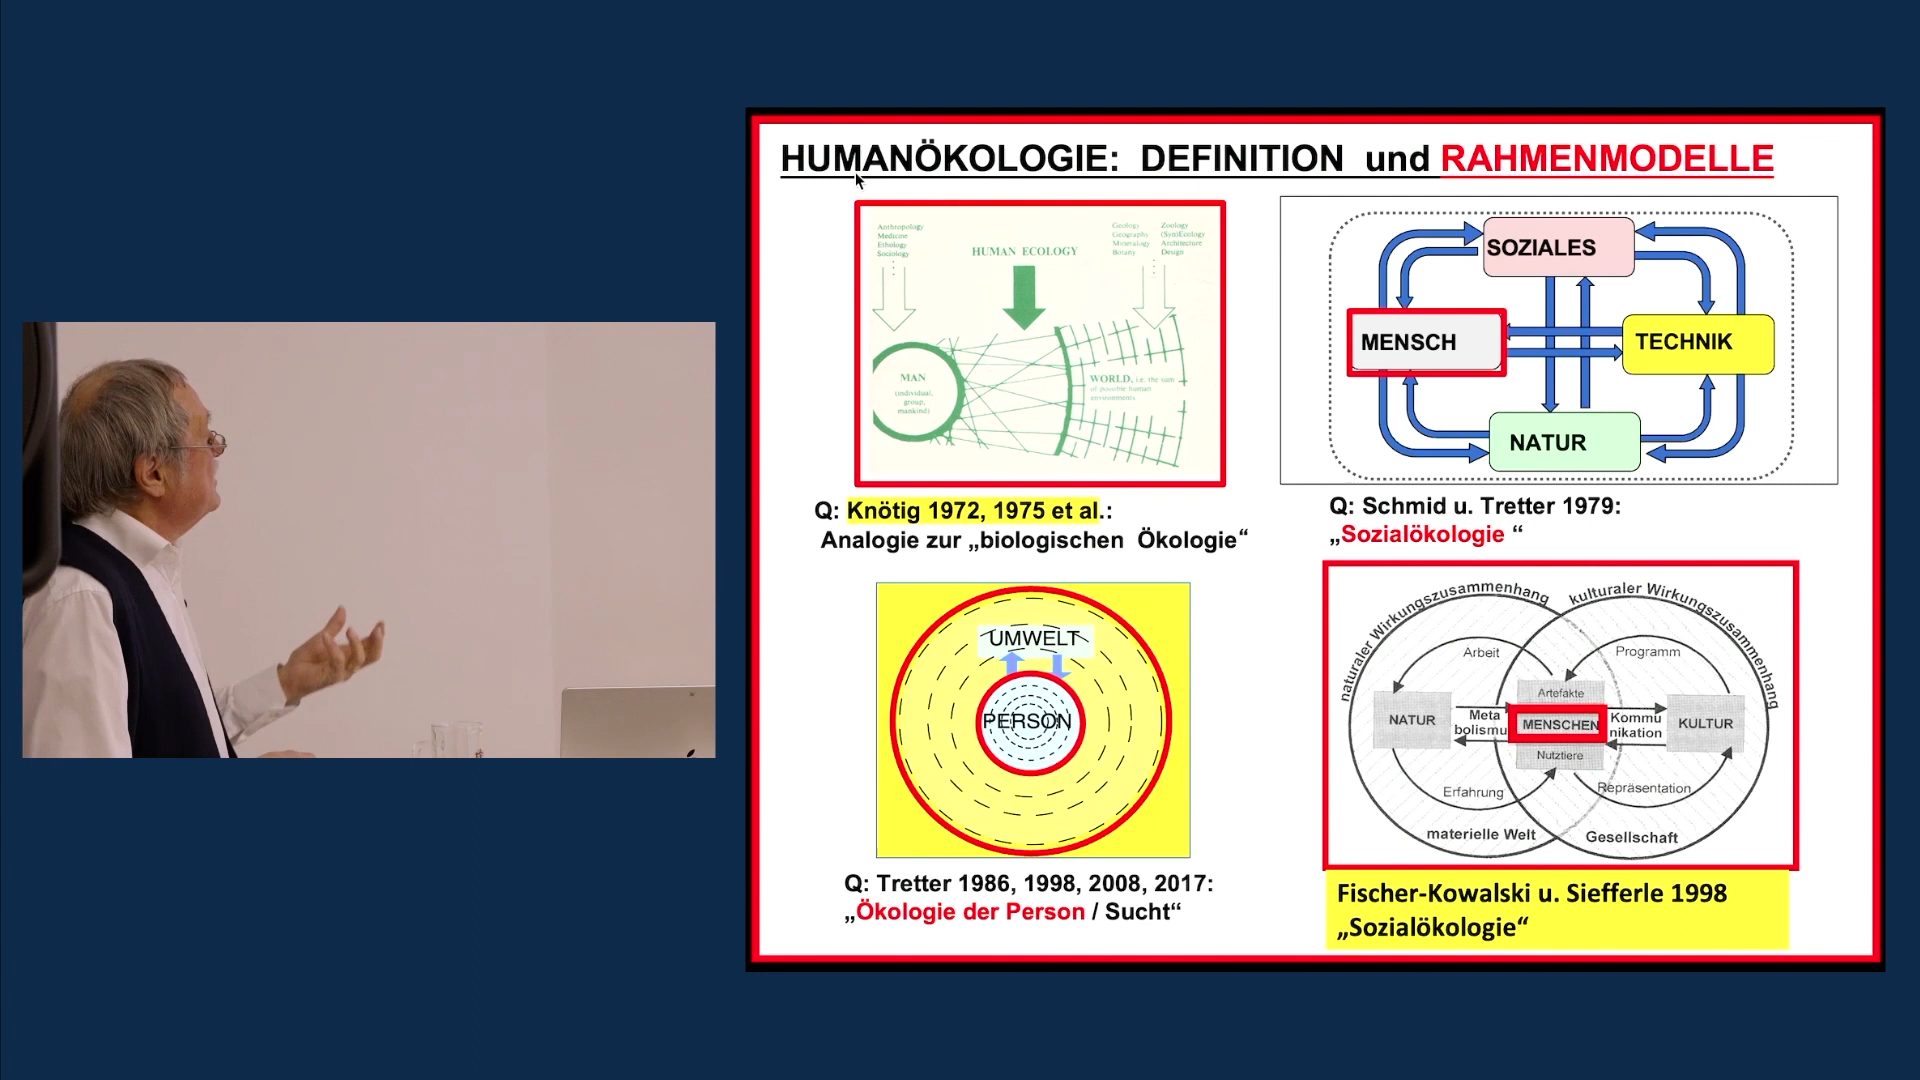 HUMANÖKOLOGIE: DEFINITION und RAHMENMODELLE
Anthropology
Medicine
Ethology
Sociology
HUMAN ECOLOGY
Geology
Geography
Mineralogy
Botany
Zoology
(Syn)Ecology
Architecture
Design
MAN
(individual,
group,
mankind)
WORLD, i.e. the sum
of possible human
environments
Q: Knötig 1972, 1975 et al.:
Analogie zur „biologischen Ökologie“
SOZIALES
MENSCH
TECHNIK
NATUR
Q: Schmid u. Tretter 1979:
„Sozialökologie “
UMWELT
PERSON
Q: Tretter 1986, 1998, 2008, 2017:
„Ökologie der Person / Sucht“
naturaler Wirkungszusammenhang
kulturaler Wirkungszusammenhang
Arbeit
Programm
Artefakte
NATUR
Meta
bolismu
MENSCHEN
Kommu
nikation
KULTUR
Nutztiere
Erfahrung
Repräsentation
materielle Welt
Gesellschaft
Fischer-Kowalski u. Siefferle 1998
„Sozialökologie“